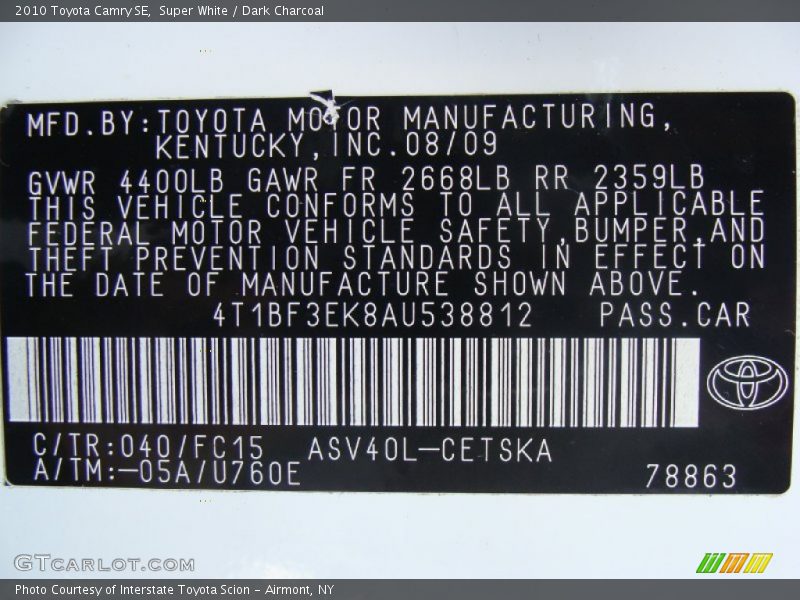 2010 Toyota Camry SE, Super White / Dark Charcoal
MFD.BY:TOYOTA MOTOR MANUFACTURING,
KENTUCKY,INC.08/09
GVWR 4400LB GAWR FR 2668LB RR 2359LB
THIS VEHICLE CONFORMS TO ALL APPLICABLE
FEDERAL MOTOR VEHICLE SAFETY,BUMPER,AND
THEFT PREVENTION STANDARDS IN EFFECT ON
THE DATE OF MANUFACTURE SHOWN ABOVE.
4T1BF3EK8AU538812 PASS.CAR
C/TR:040/FC15 ASV40L-CETSKA
A/TM:-05A/U760E 78863
GTCARLOT.COM
Photo Courtesy of Interstate Toyota Scion - Airmont, NY